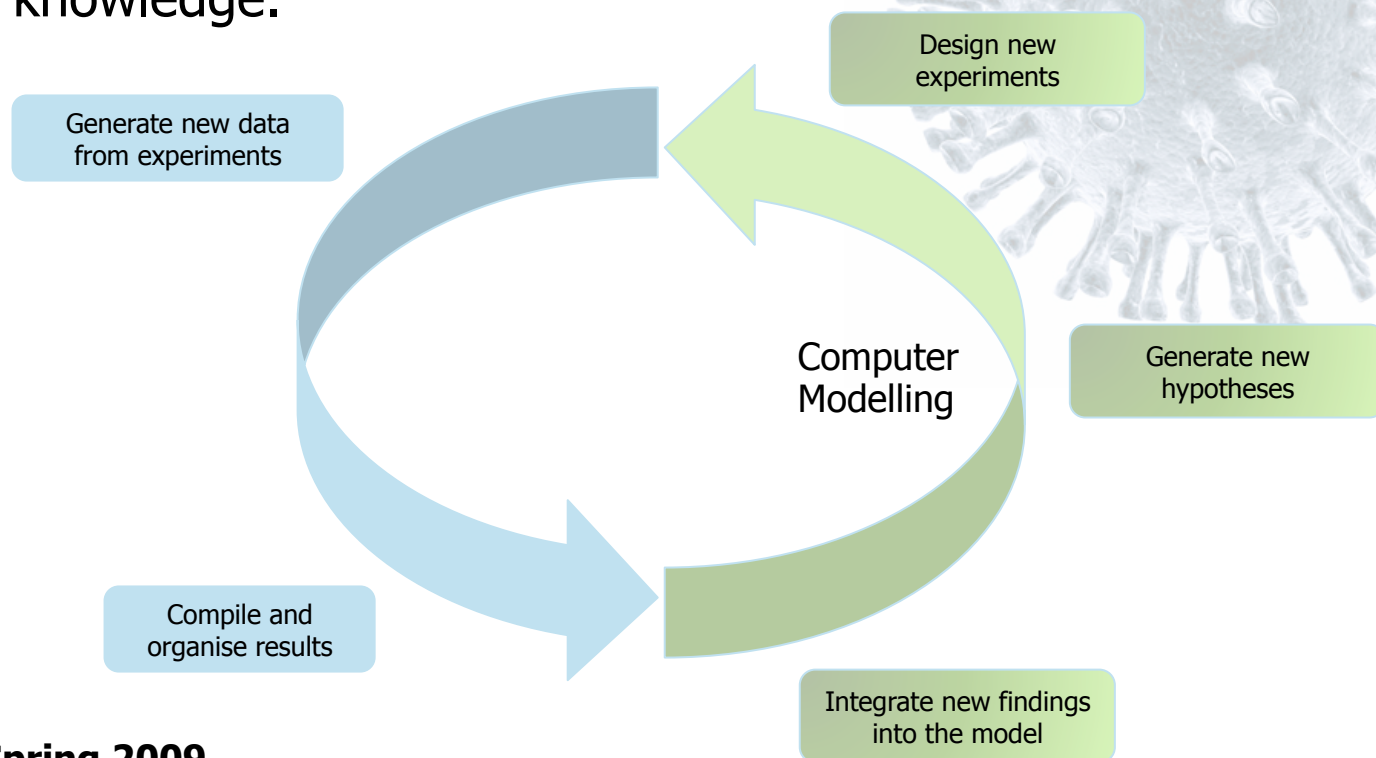 knowledge.
Design new
experiments
Generate new data
from experiments
Computer
Modelling
Generate new
hypotheses
Compile and
organise results
Integrate new findings
into the model
Spring 2009